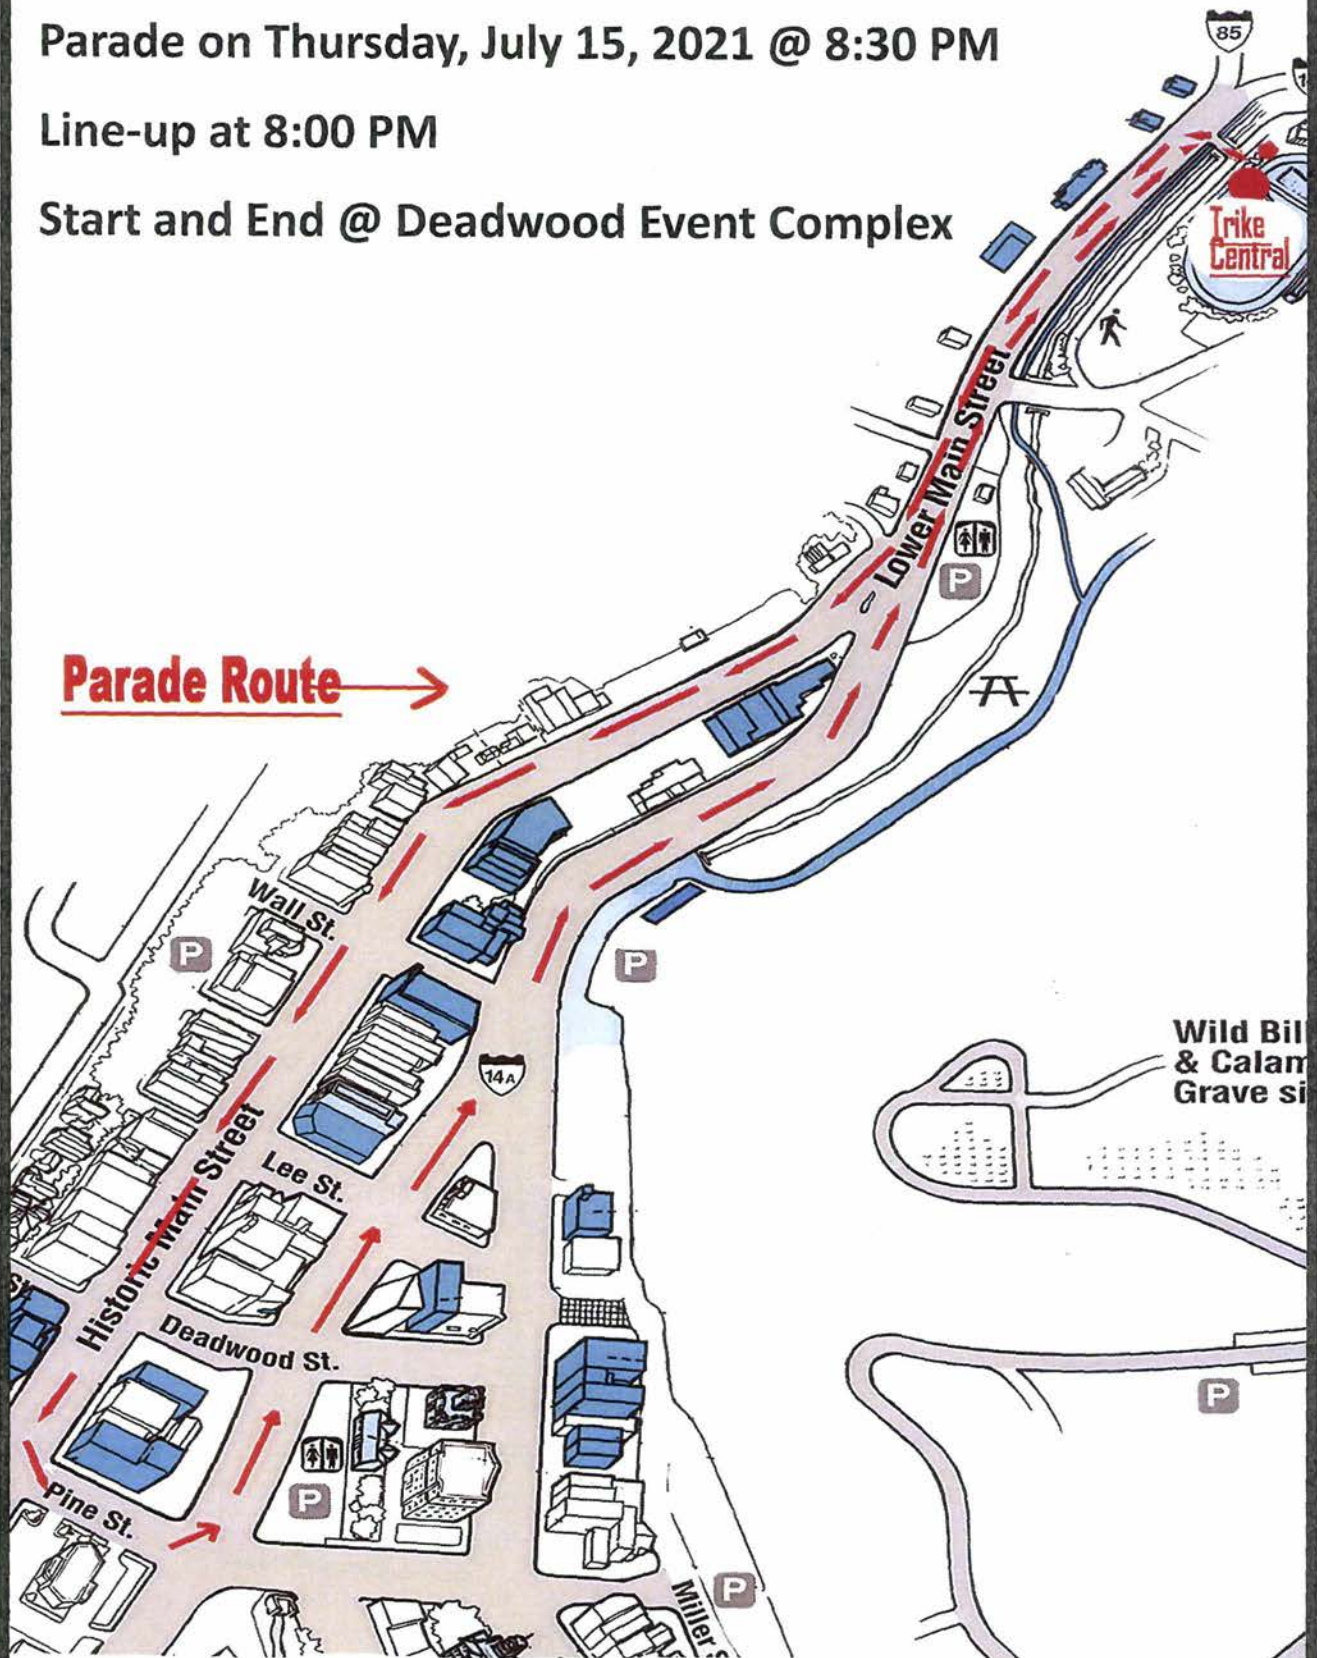 Parade on Thursday, July 15, 2021 @ 8:30 PM
Line-up at 8:00 PM
Start and End @ Deadwood Event Complex
85
Trike
Central
Lower Main Street
P
Parade Route
Wall St.
P
P
14A
Wild Bil
& Calam
Grave si
Historic Main Street
Lee St.
St.
Deadwood St.
P
P
Pine St.
P
Miller S